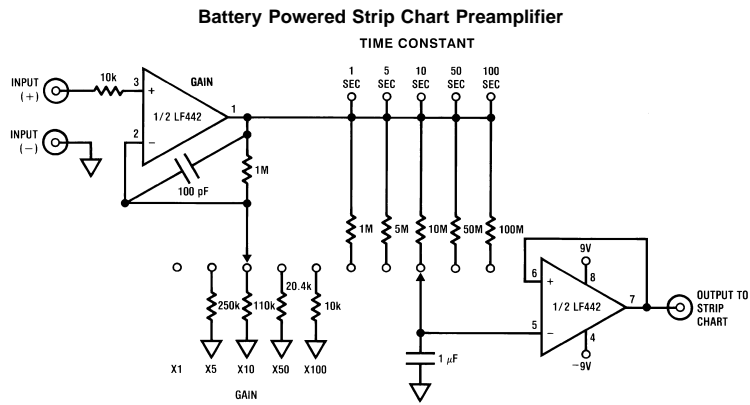 Battery Powered Strip Chart Preamplifier
TIME CONSTANT
1 SEC
5 SEC
10 SEC
50 SEC
100 SEC
INPUT (+)
10k
3
+
GAIN
1/2 LF442
1
2
−
INPUT (−)
100 pF
1M
1M
5M
10M
50M
100M
250k
110k
20.4k
10k
X1
X5
X10
X50
X100
GAIN
9V
8
6
+
1/2 LF442
7
OUTPUT TO STRIP CHART
5
−
4
−9V
1 μF